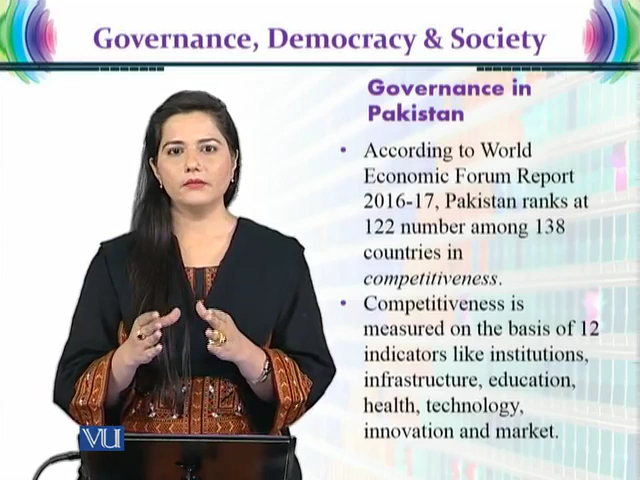 Governance, Democracy & Society
Governance in
Pakistan
• According to World
Economic Forum Report
2016-17, Pakistan ranks at
122 number among 138
countries in
competitiveness.
• Competitiveness is
measured on the basis of 12
indicators like institutions,
infrastructure, education,
health, technology,
innovation and market.
VU